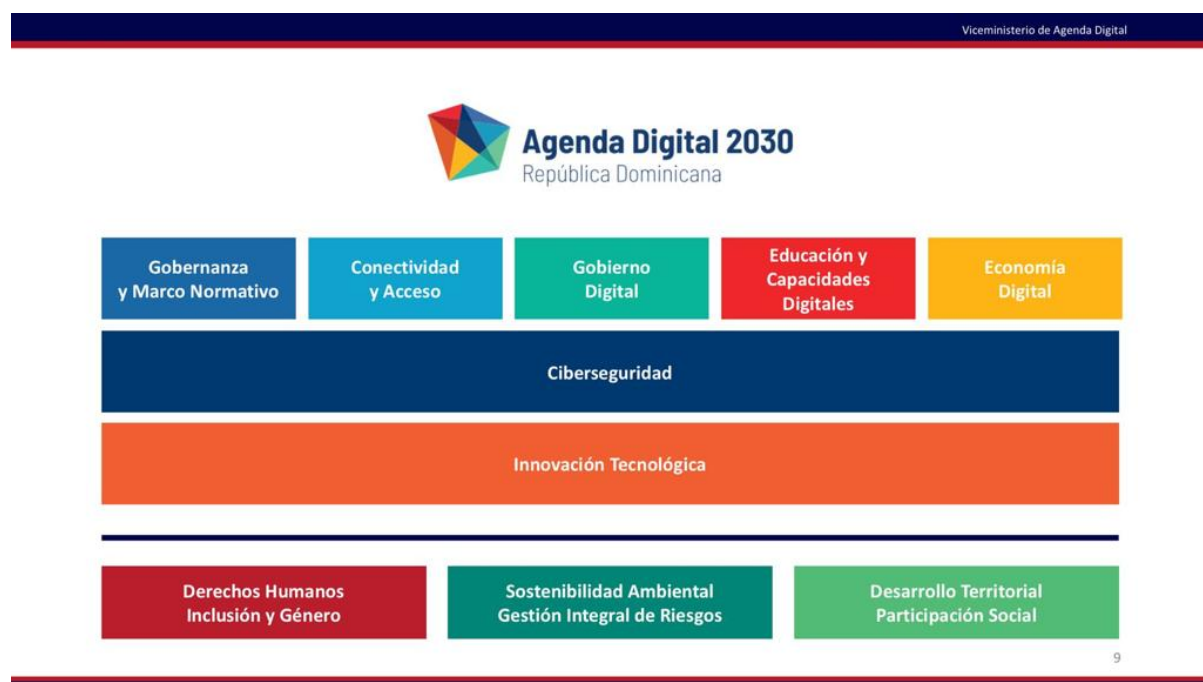 Viceministerio de Agenda Digital
Agenda Digital 2030
República Dominicana
Gobernanza
y Marco Normativo
Conectividad
y Acceso
Gobierno
Digital
Educación y
Capacidades
Digitales
Economía
Digital
Ciberseguridad
Innovación Tecnológica
Derechos Humanos
Inclusión y Género
Sostenibilidad Ambiental
Gestión Integral de Riesgos
Desarrollo Territorial
Participación Social
9